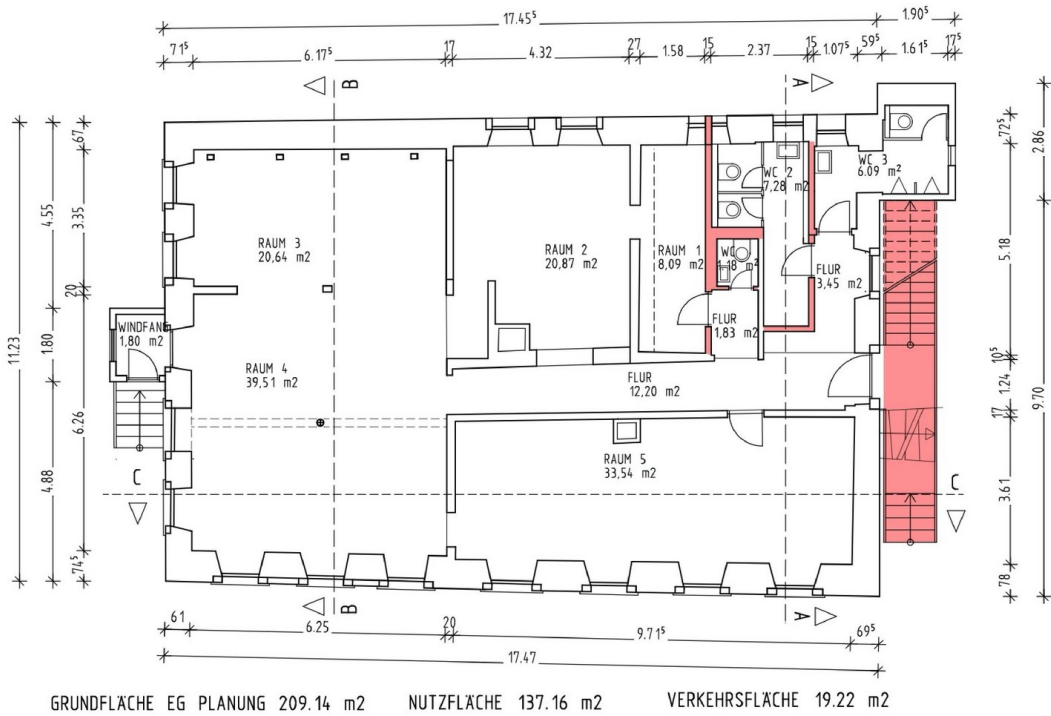 17.45⁵
1.90⁵
71⁵ 6.17⁵ 17 4.32 27 1.58 15 2.37 15 1.07⁵ 59⁵ 1.61⁵ 17⁵
B
A
67
72⁵
2.86
WC 3
6.09 m²
WC 2
7,28 m2
4.55
3.35
5.18
RAUM 3
20,64 m2
RAUM 2
20,87 m2
RAUM 1
8,09 m2
WC
1,18 m²
FLUR
3,45 m2
20
WINDFANG
1,80 m2
FLUR
1,83 m2
11.23
1.80
10⁵
RAUM 4
39,51 m2
FLUR
12,20 m2
1.24
9.70
17
6.26
RAUM 5
33,54 m2
4.88
C
C
3.61
74⁵
78
B
A
61 6.25 20 9.71⁵ 69⁵
17.47
GRUNDFLÄCHE EG PLANUNG 209.14 m2 NUTZFLÄCHE 137.16 m2 VERKEHRSFLÄCHE 19.22 m2